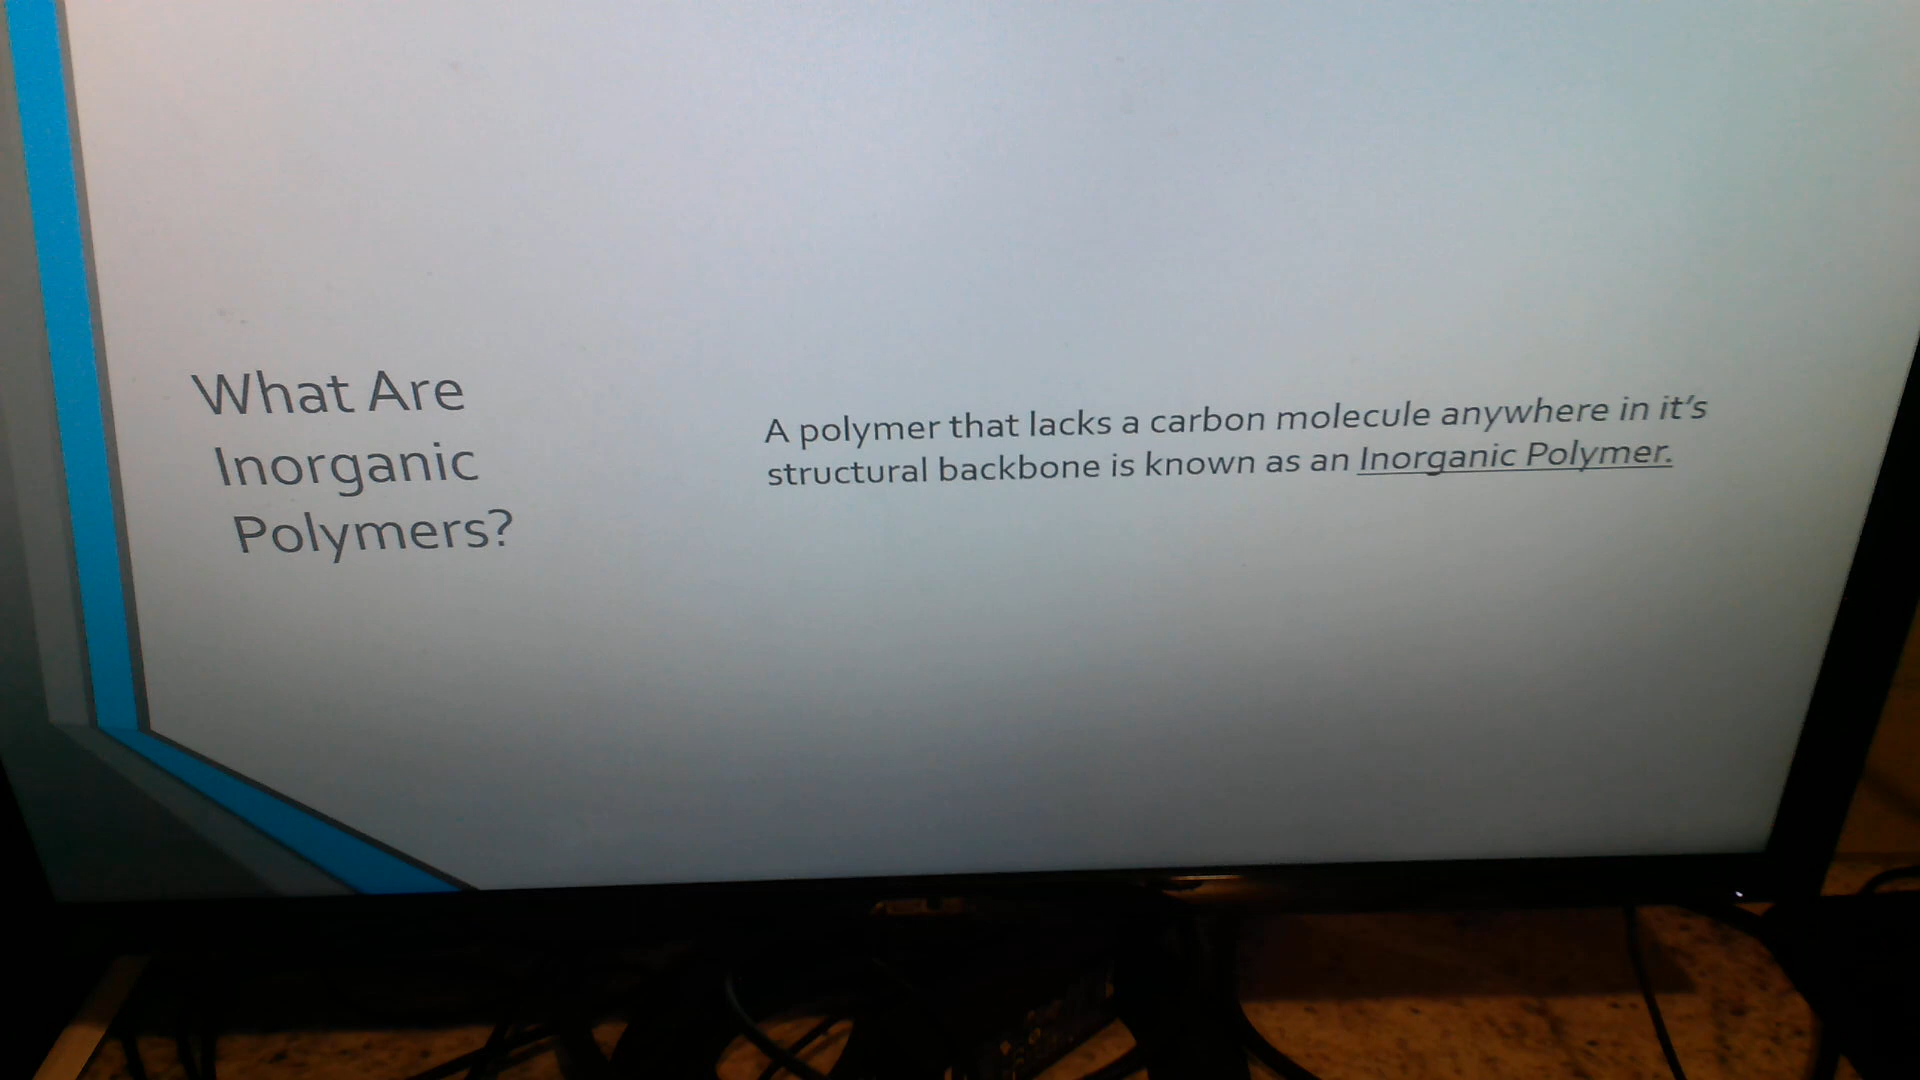 What Are
Inorganic
Polymers?
A polymer that lacks a carbon molecule anywhere in it's
structural backbone is known as an Inorganic Polymer.